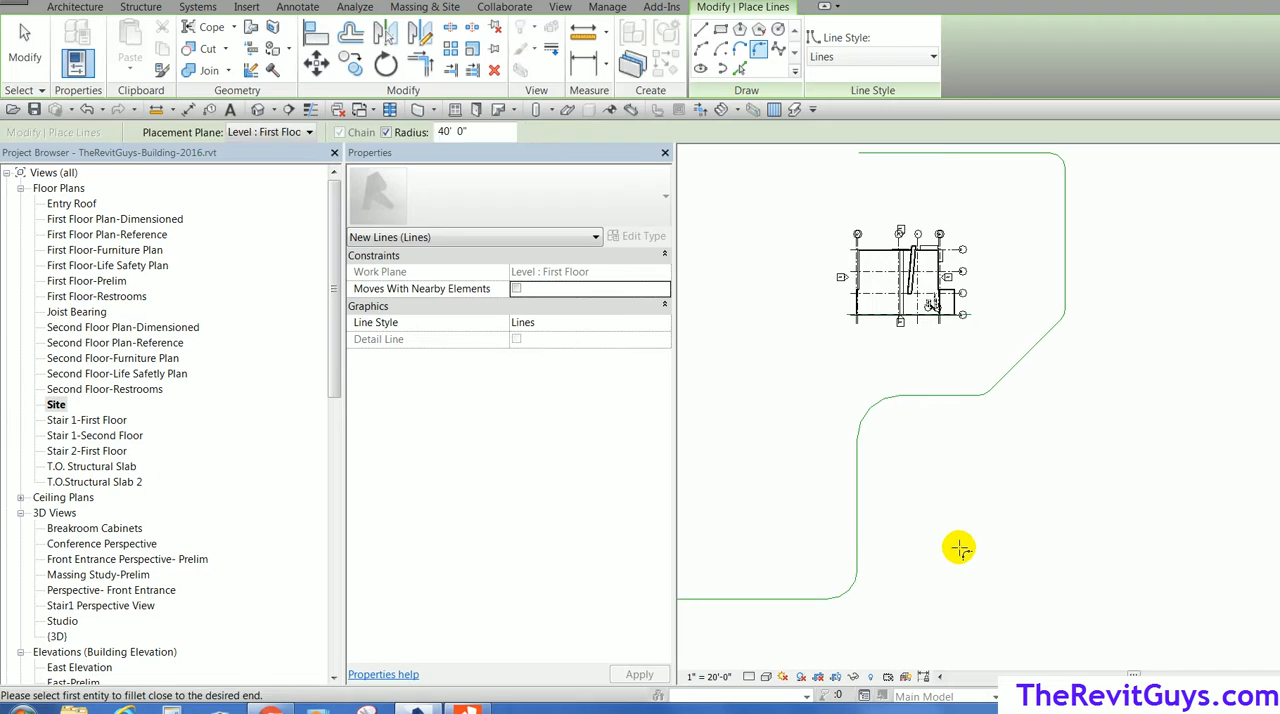 Architecture Structure Systems Insert Annotate Analyze Massing & Site Collaborate View Manage Add-Ins Modify | Place Lines
Modify
Select
Properties
Paste
Clipboard
Cope
Cut
Join
Geometry
Modify
View
Measure
Create
Draw
Line Style:
Lines
Line Style
Modify | Place Lines Placement Plane: Level : First Floc Chain Radius: 40' 0"
Project Browser - TheRevitGuys-Building-2016.rvt
Views (all)
Floor Plans
Entry Roof
First Floor Plan-Dimensioned
First Floor Plan-Reference
First Floor-Furniture Plan
First Floor-Life Safety Plan
First Floor-Prelim
First Floor-Restrooms
Joist Bearing
Second Floor Plan-Dimensioned
Second Floor Plan-Reference
Second Floor-Furniture Plan
Second Floor-Life Safetly Plan
Second Floor-Restrooms
Site
Stair 1-First Floor
Stair 1-Second Floor
Stair 2-First Floor
T.O. Structural Slab
T.O.Structural Slab 2
Ceiling Plans
3D Views
Breakroom Cabinets
Conference Perspective
Front Entrance Perspective- Prelim
Massing Study-Prelim
Perspective- Front Entrance
Stair1 Perspective View
Studio
{3D}
Elevations (Building Elevation)
East Elevation
East-Prelim
Properties
New Lines (Lines) Edit Type
Constraints
Work Plane Level : First Floor
Moves With Nearby Elements
Graphics
Line Style Lines
Detail Line
Properties help Apply
1" = 20'-0"
Please select first entity to fillet close to the desired end.
:0 Main Model
TheRevitGuys.com